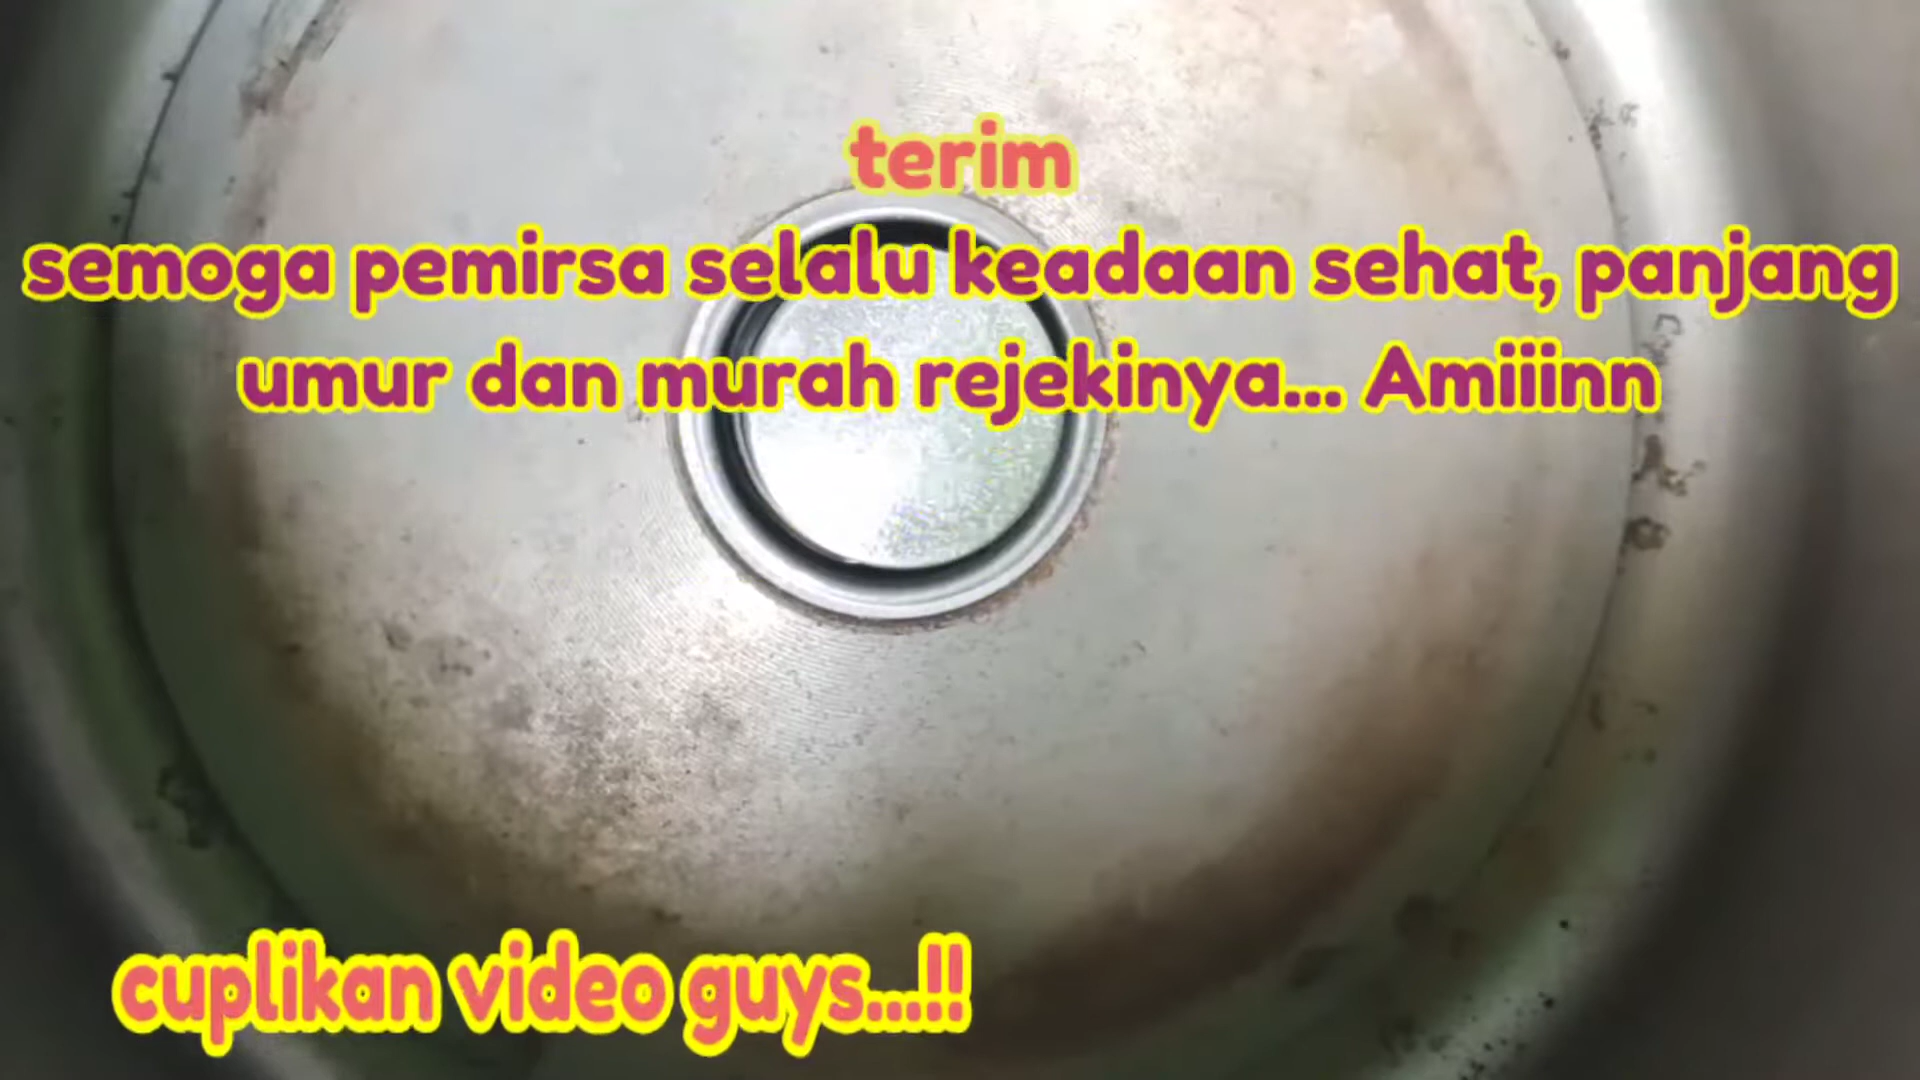 terim
semoga pemirsa selalu keadaan sehat, panjang
umur dan murah rejekinya... Amiiinn
cuplikan video guys...!!